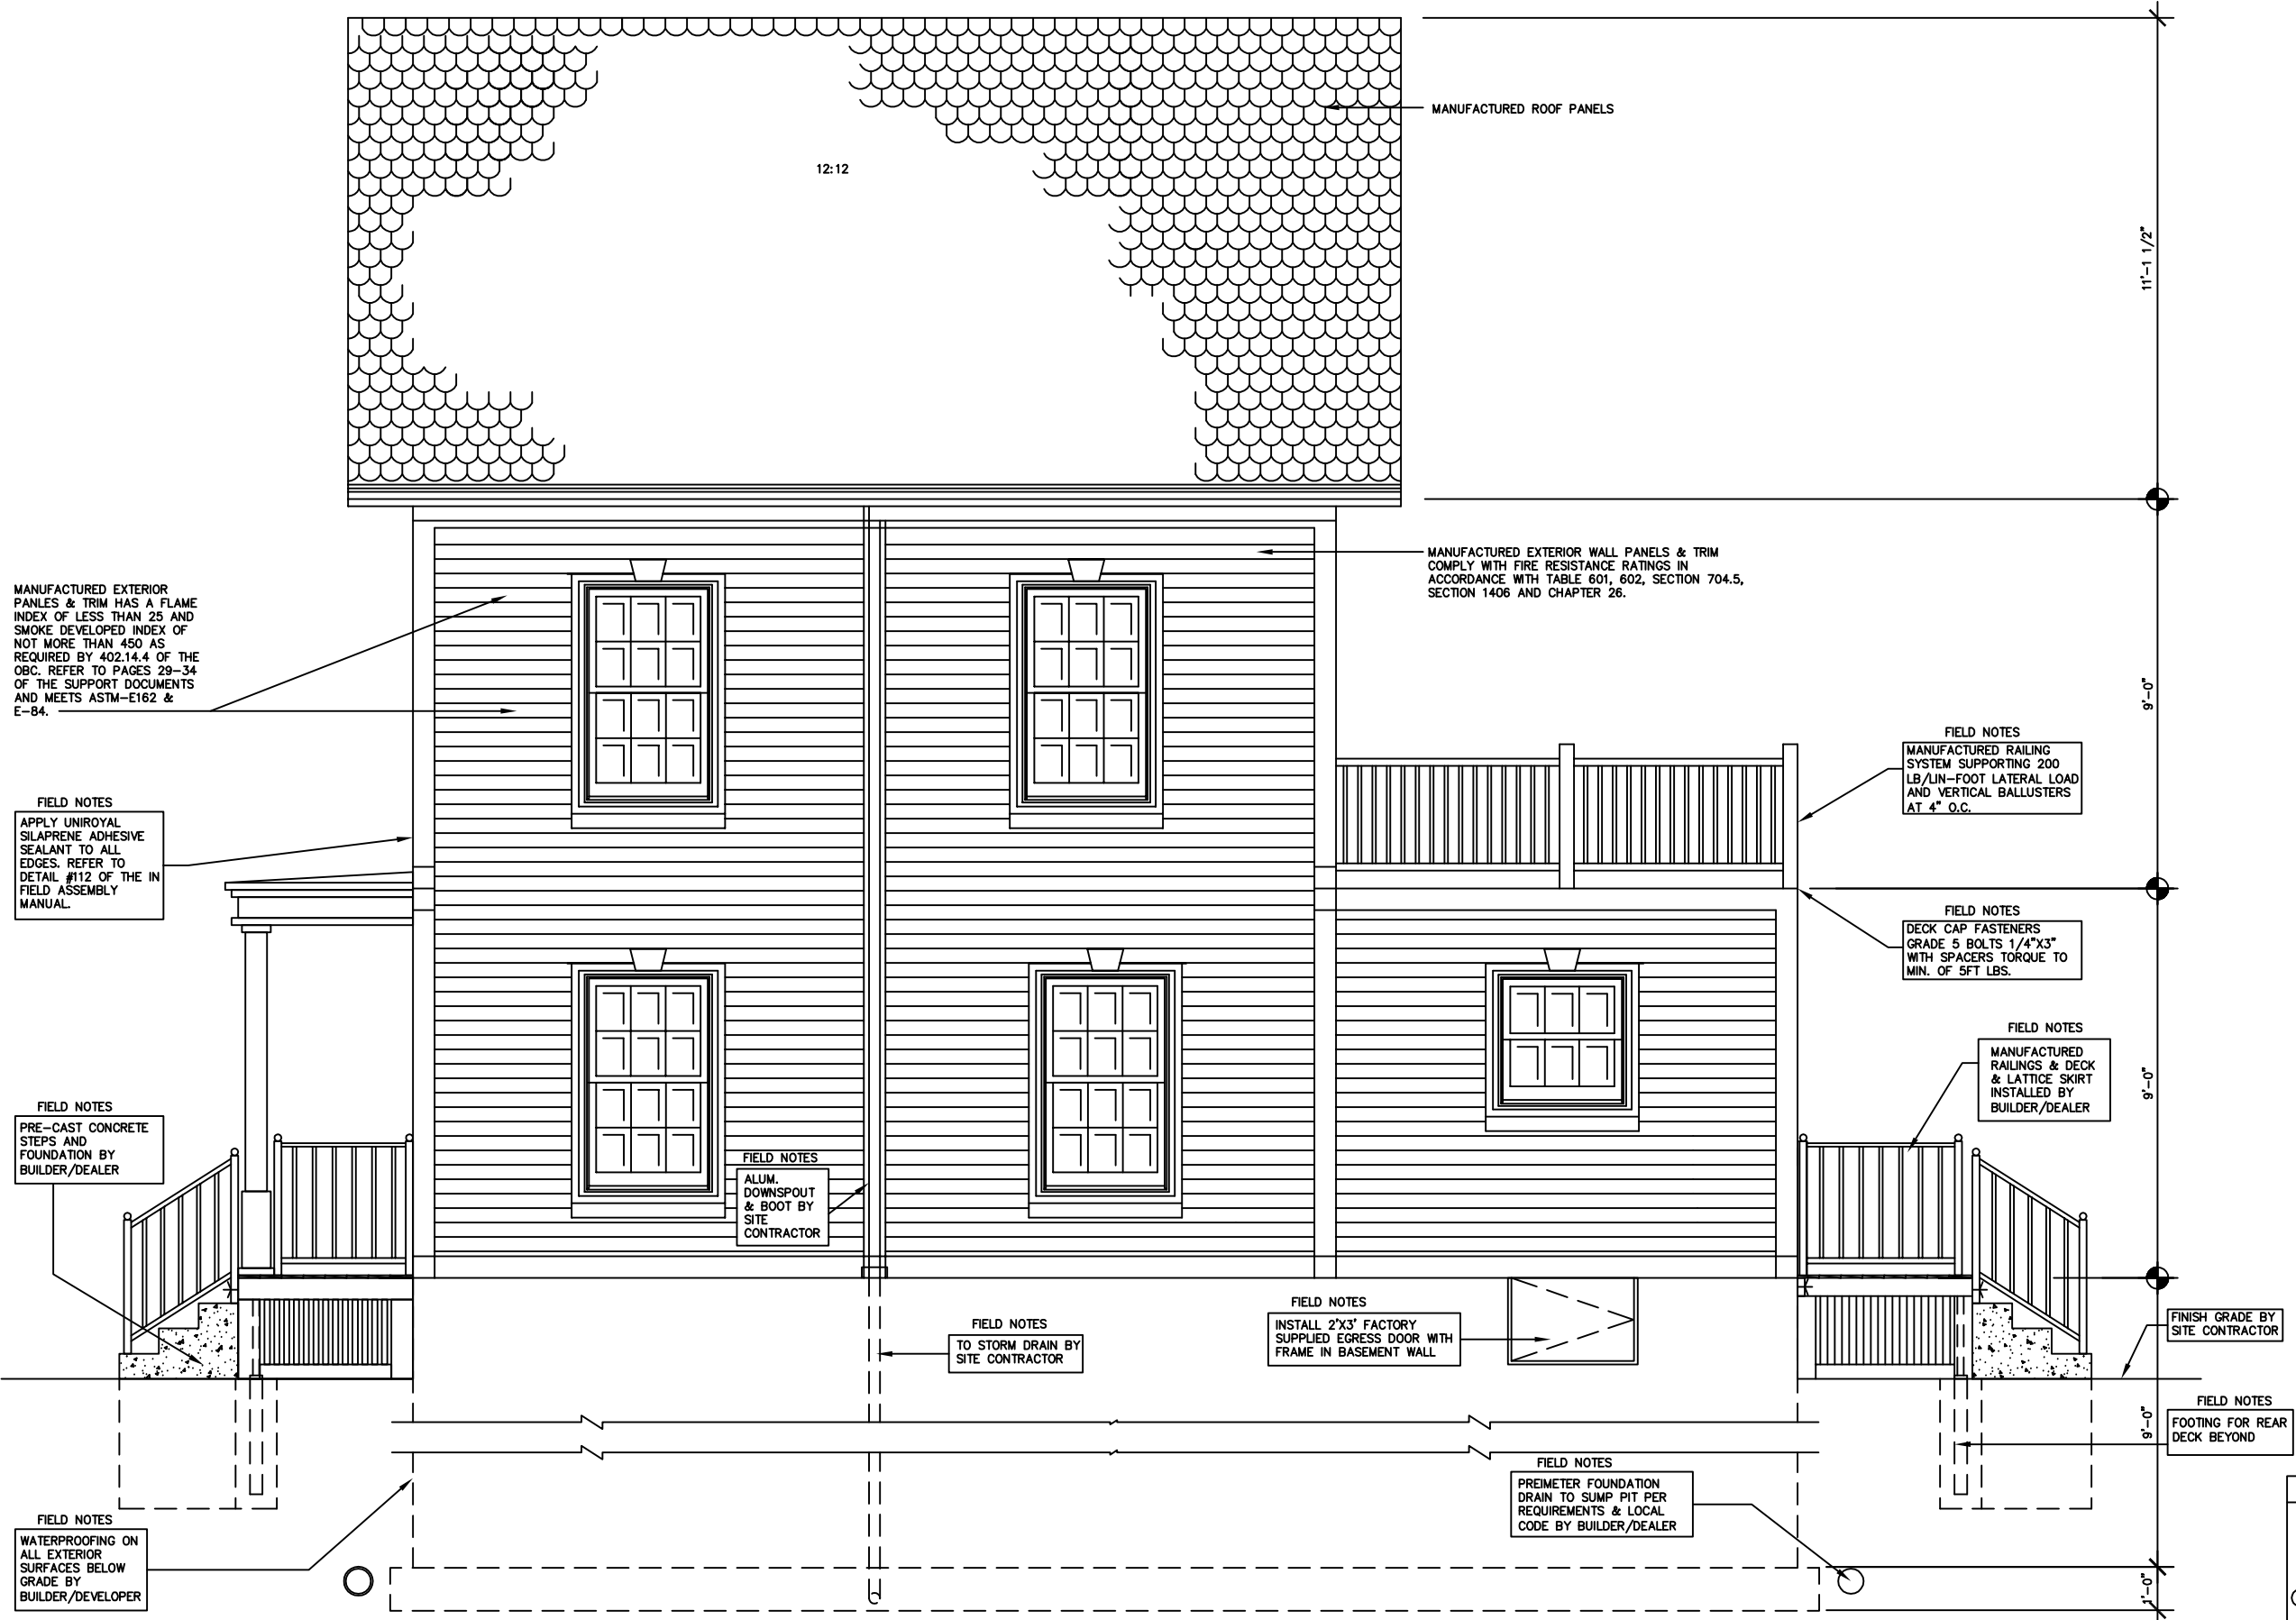 MANUFACTURED ROOF PANELS
12:12
11'-1 1/2"
MANUFACTURED EXTERIOR WALL PANELS & TRIM
COMPLY WITH FIRE RESISTANCE RATINGS IN
ACCORDANCE WITH TABLE 601, 602, SECTION 704.5,
SECTION 1406 AND CHAPTER 26.
MANUFACTURED EXTERIOR
PANLES & TRIM HAS A FLAME
INDEX OF LESS THAN 25 AND
SMOKE DEVELOPED INDEX OF
NOT MORE THAN 450 AS
REQUIRED BY 402.14.4 OF THE
OBC. REFER TO PAGES 29-34
OF THE SUPPORT DOCUMENTS
AND MEETS ASTM-E162 &
E-84.
9'-0"
FIELD NOTES
MANUFACTURED RAILING
SYSTEM SUPPORTING 200
LB/LIN-FOOT LATERAL LOAD
AND VERTICAL BALLUSTERS
AT 4" O.C.
FIELD NOTES
APPLY UNIROYAL
SILAPRENE ADHESIVE
SEALANT TO ALL
EDGES. REFER TO
DETAIL #112 OF THE IN
FIELD ASSEMBLY
MANUAL.
FIELD NOTES
DECK CAP FASTENERS
GRADE 5 BOLTS 1/4"X3"
WITH SPACERS TORQUE TO
MIN. OF 5FT LBS.
FIELD NOTES
MANUFACTURED
RAILINGS & DECK
& LATTICE SKIRT
INSTALLED BY
BUILDER/DEALER
9'-0"
FIELD NOTES
PRE-CAST CONCRETE
STEPS AND
FOUNDATION BY
BUILDER/DEALER
FIELD NOTES
ALUM.
DOWNSPOUT
& BOOT BY
SITE
CONTRACTOR
FIELD NOTES
TO STORM DRAIN BY
SITE CONTRACTOR
FIELD NOTES
INSTALL 2'X3' FACTORY
SUPPLIED EGRESS DOOR WITH
FRAME IN BASEMENT WALL
FINISH GRADE BY
SITE CONTRACTOR
FIELD NOTES
FOOTING FOR REAR
DECK BEYOND
9'-0"
FIELD NOTES
PREIMETER FOUNDATION
DRAIN TO SUMP PIT PER
REQUIREMENTS & LOCAL
CODE BY BUILDER/DEALER
FIELD NOTES
WATERPROOFING ON
ALL EXTERIOR
SURFACES BELOW
GRADE BY
BUILDER/DEVELOPER
1'-0"